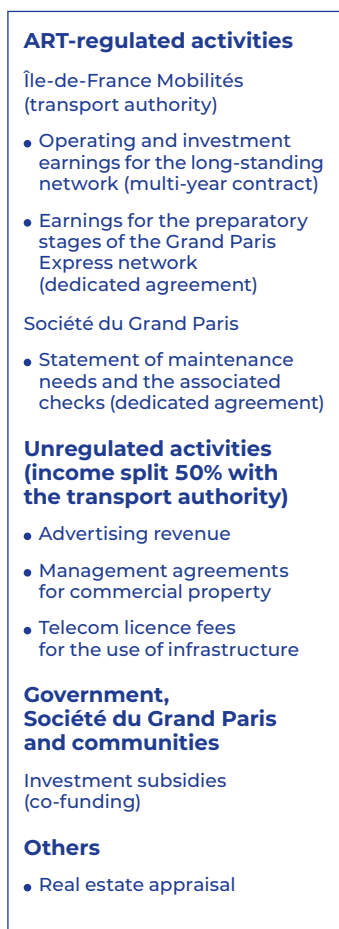 ART-regulated activities
Île-de-France Mobilités
(transport authority)
• Operating and investment
earnings for the long-standing
network (multi-year contract)
• Earnings for the preparatory
stages of the Grand Paris
Express network
(dedicated agreement)
Société du Grand Paris
• Statement of maintenance
needs and the associated
checks (dedicated agreement)
Unregulated activities
(income split 50% with
the transport authority)
• Advertising revenue
• Management agreements
for commercial property
• Telecom licence fees
for the use of infrastructure
Government,
Société du Grand Paris
and communities
Investment subsidies
(co-funding)
Others
• Real estate appraisal